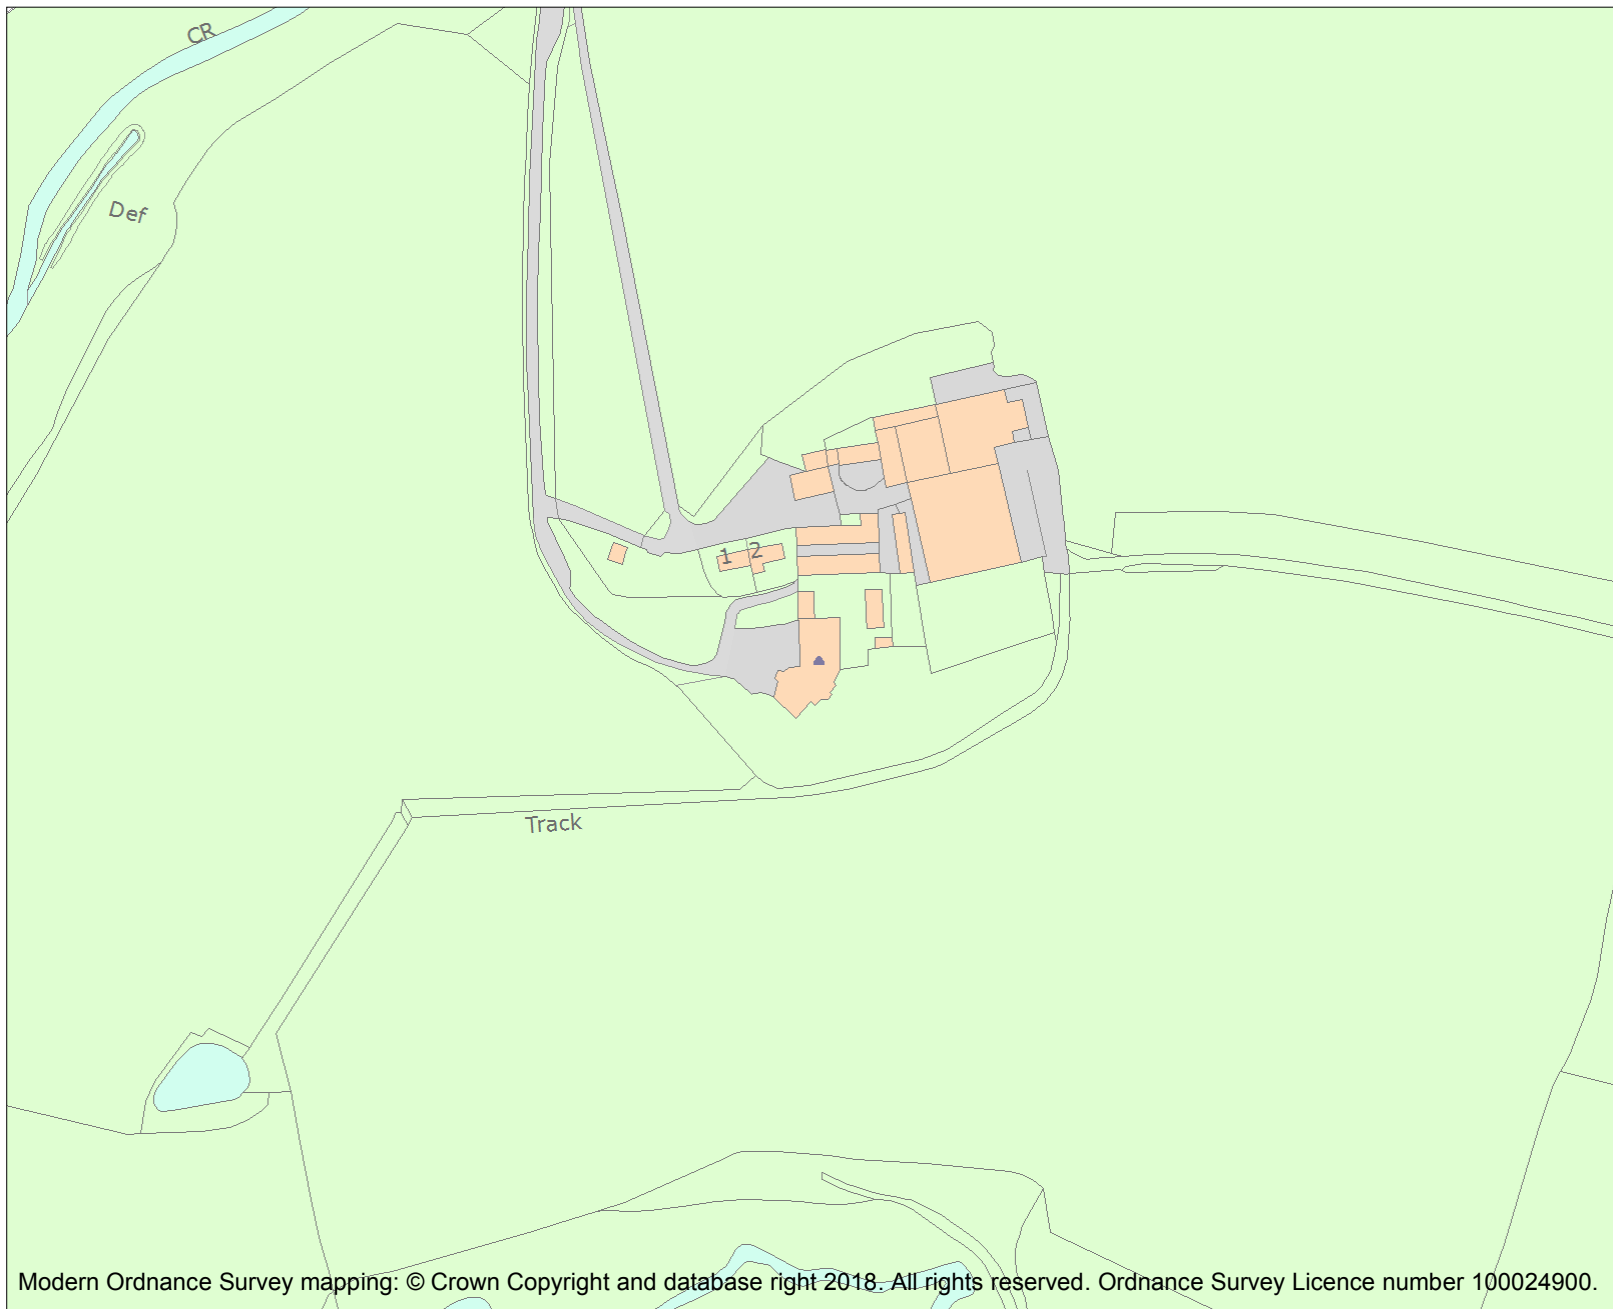 CR
Def
1 2
Track
Modern Ordnance Survey mapping: © Crown Copyright and database right 2018. All rights reserved. Ordnance Survey Licence number 100024900.